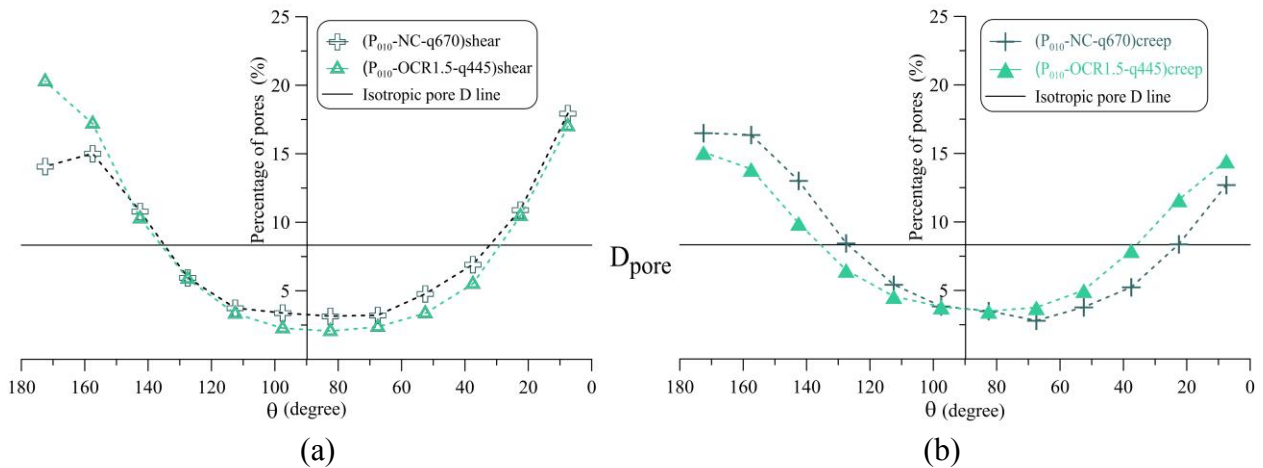 25
20
15
10
5
Percentage of pores (%)
(P₀₁₀-NC-q670)shear
(P₀₁₀-OCR1.5-q445)shear
Isotropic pore D line
180 160 140 120 100 80 60 40 20 0
θ (degree)
(a)
D_pore
25
20
15
10
5
Percentage of pores (%)
(P₀₁₀-NC-q670)creep
(P₀₁₀-OCR1.5-q445)creep
Isotropic pore D line
180 160 140 120 100 80 60 40 20 0
θ (degree)
(b)